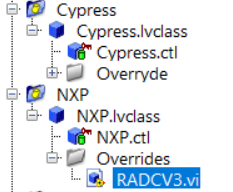 Cypress
Cypress.lvclass
Cypress.ctl
Overryde
NXP
NXP.lvclass
NXP.ctl
Overrides
RADCV3.vi